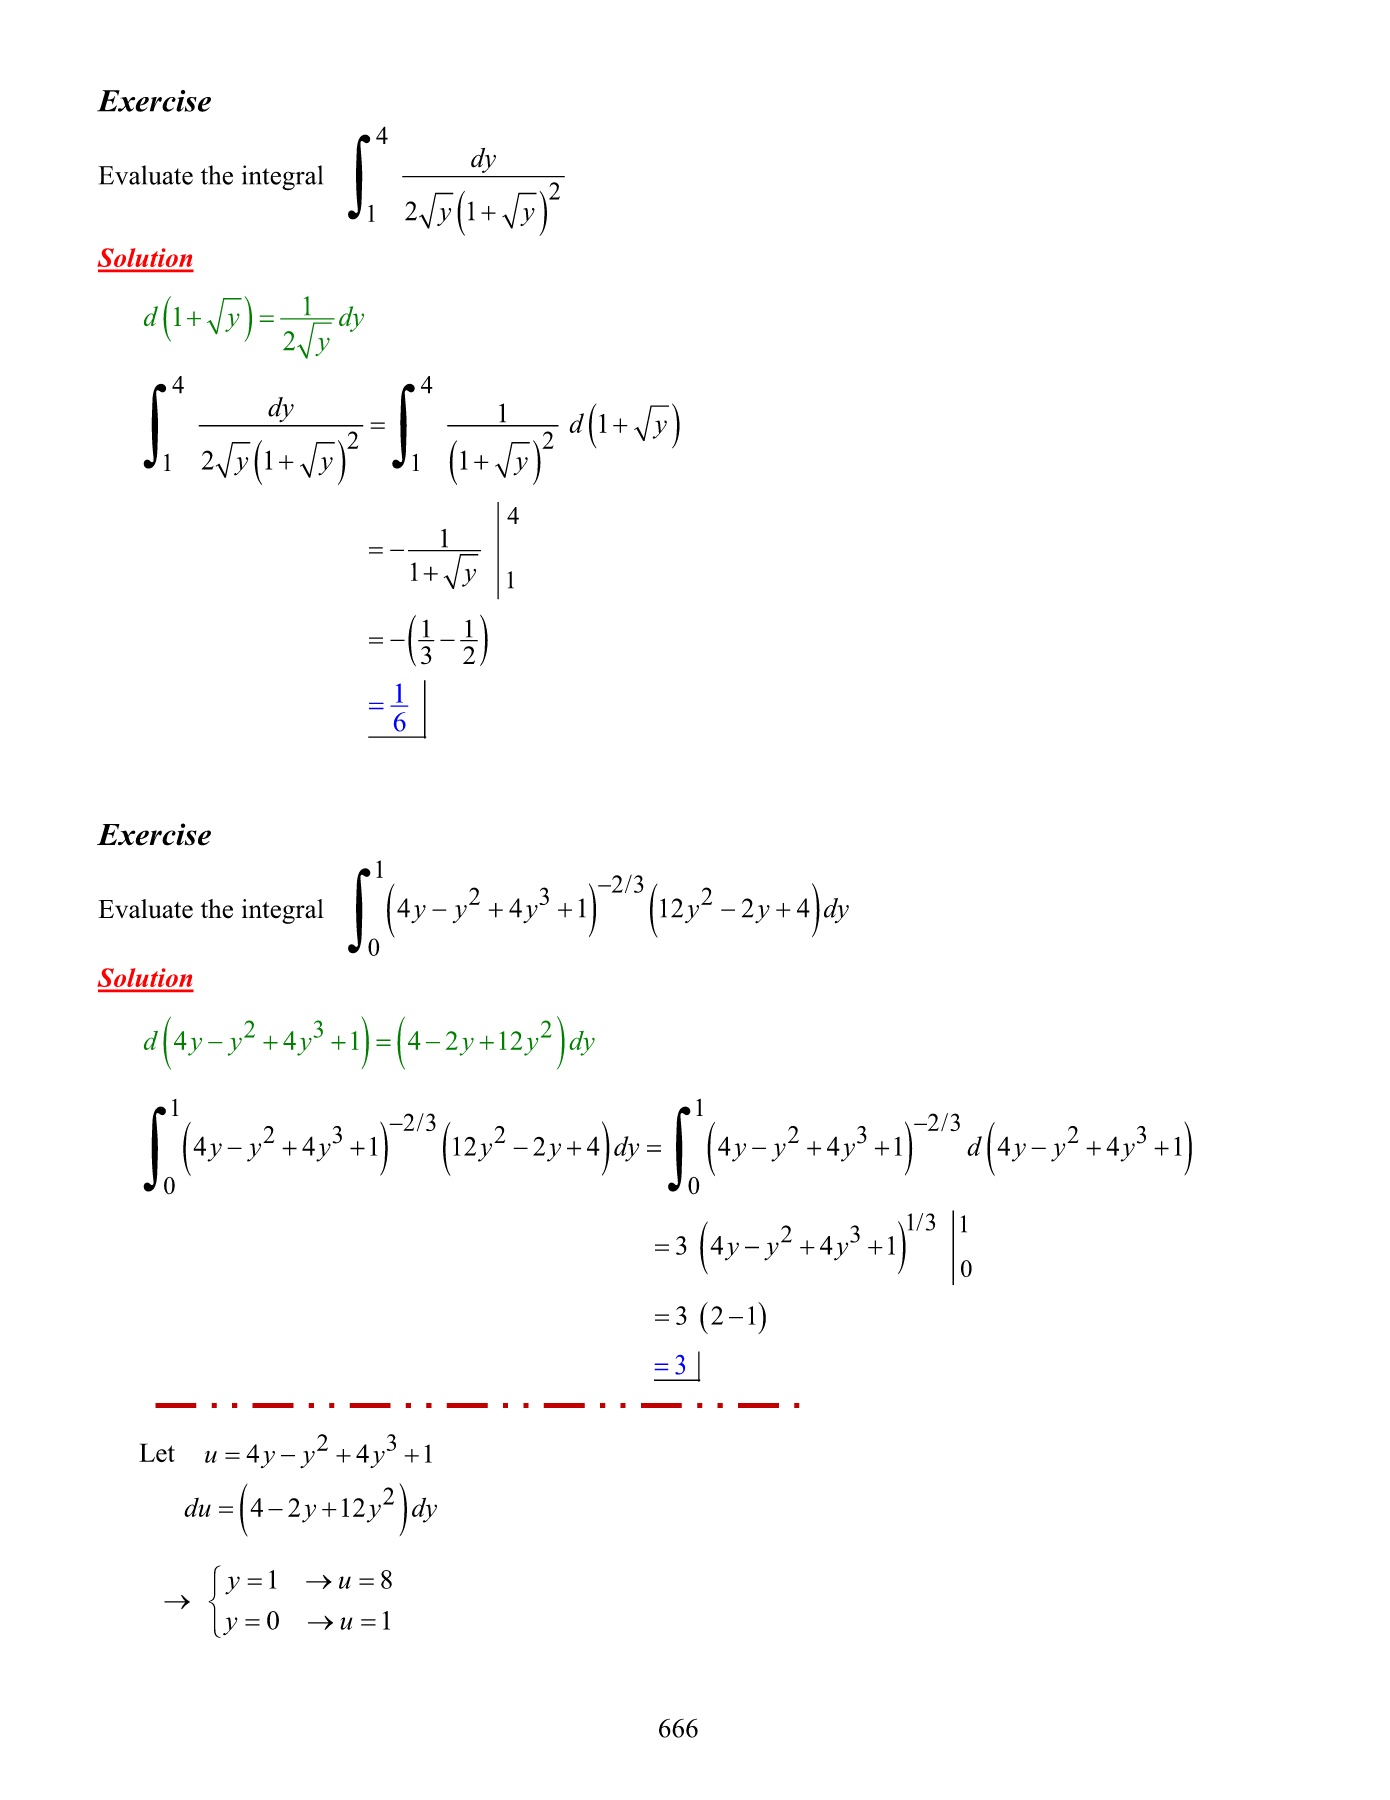 Exercise
Evaluate the integral $\int_1^4 \frac{dy}{2\sqrt{y}\left(1+\sqrt{y}\right)^2}$
Solution
$d\left(1+\sqrt{y}\right)=\frac{1}{2\sqrt{y}}dy$
$\int_1^4 \frac{dy}{2\sqrt{y}\left(1+\sqrt{y}\right)^2}=\int_1^4 \frac{1}{\left(1+\sqrt{y}\right)^2}\ d\left(1+\sqrt{y}\right)$
$=-\frac{1}{1+\sqrt{y}}\ \Big|_1^4$
$=-\left(\frac{1}{3}-\frac{1}{2}\right)$
$=\frac{1}{6}$
Exercise
Evaluate the integral $\int_0^1 \left(4y-y^2+4y^3+1\right)^{-2/3}\left(12y^2-2y+4\right)dy$
Solution
$d\left(4y-y^2+4y^3+1\right)=\left(4-2y+12y^2\right)dy$
$\int_0^1 \left(4y-y^2+4y^3+1\right)^{-2/3}\left(12y^2-2y+4\right)dy=\int_0^1 \left(4y-y^2+4y^3+1\right)^{-2/3}\ d\left(4y-y^2+4y^3+1\right)$
$=3\ \left(4y-y^2+4y^3+1\right)^{1/3}\ \Big|_0^1$
$=3\ (2-1)$
$=3$
Let $u=4y-y^2+4y^3+1$
$du=\left(4-2y+12y^2\right)dy$
$\rightarrow \begin{cases} y=1 & \rightarrow u=8 \\ y=0 & \rightarrow u=1 \end{cases}$
666